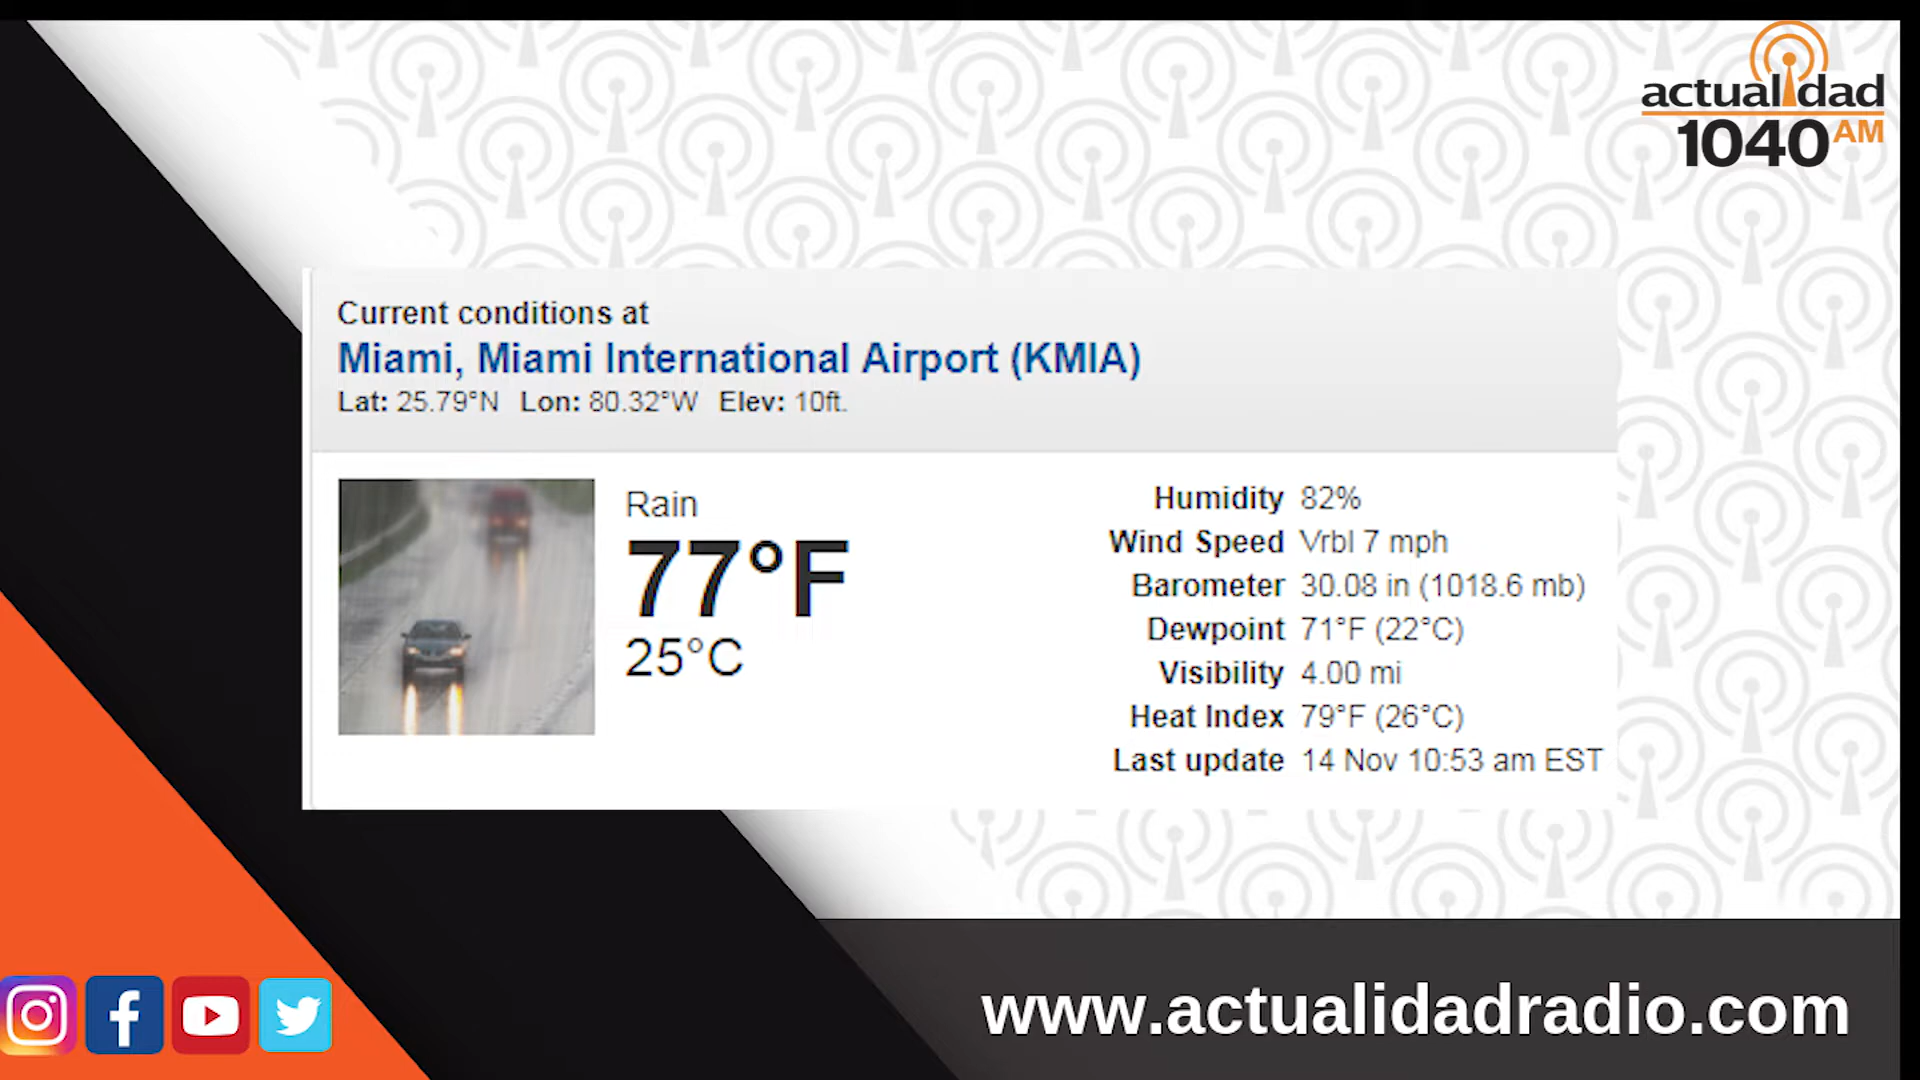 actualidad
1040 AM
Current conditions at
Miami, Miami International Airport (KMIA)
Lat: 25.79°N Lon: 80.32°W Elev: 10ft.
Rain
77°F
25°C
Humidity 82%
Wind Speed Vrbl 7 mph
Barometer 30.08 in (1018.6 mb)
Dewpoint 71°F (22°C)
Visibility 4.00 mi
Heat Index 79°F (26°C)
Last update 14 Nov 10:53 am EST
www.actualidadradio.com